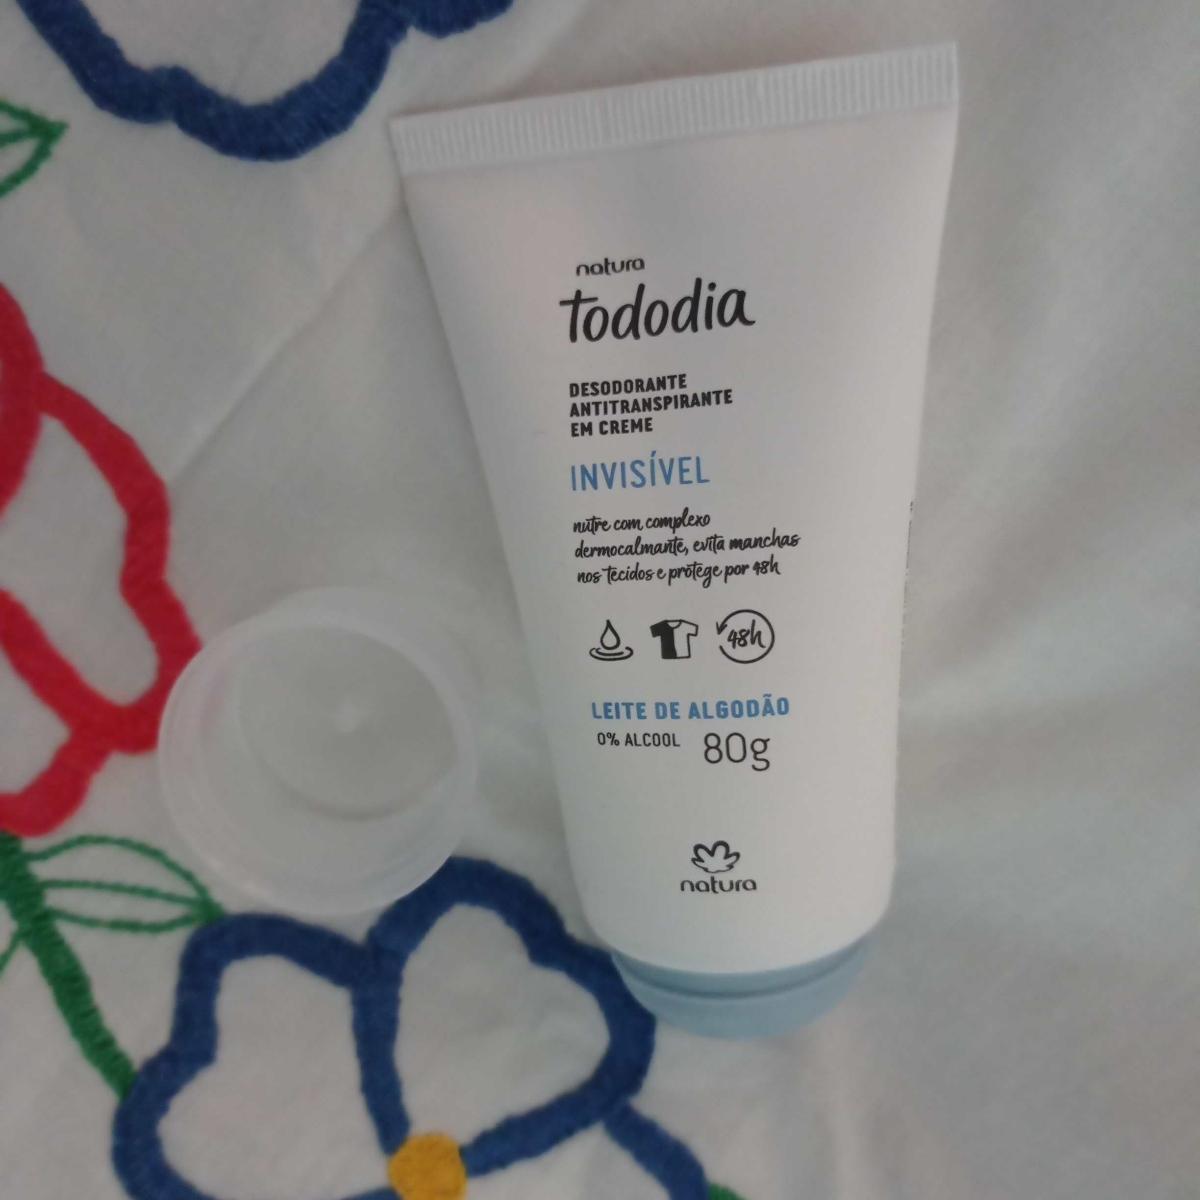 natura
tododia
DESODORANTE
ANTITRANSPIRANTE
EM CREME
INVISÍVEL
nutre com complexo
dermocalmante, evita manchas
nos tecidos e protege por 48h
48h
LEITE DE ALGODÃO
0% ALCOOL 80g
natura